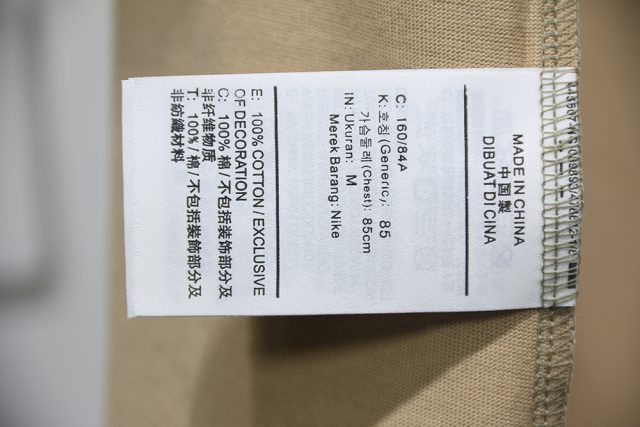 MADE IN CHINA
中国製
DIBUAT DI CINA
C: 160/84A
K: 호칭(Generic): 85
가슴둘레(Chest): 85cm
IN: Ukuran: M
Merek Barang: Nike
E: 100% COTTON/EXCLUSIVE
OF DECORATION
C: 100% 棉/不包括装饰部分及
非纤维物质
T: 100% 棉/不包括裝飾部分及
非紡織材料